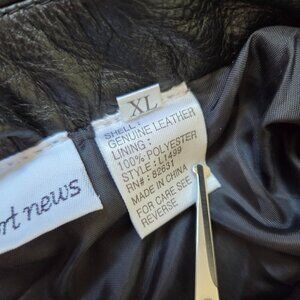 XL
SHELL:
GENUINE LEATHER
LINING:
100% POLYESTER
STYLE: L1499
RN#: 82631
MADE IN CHINA
FOR CARE SEE
REVERSE
rt news